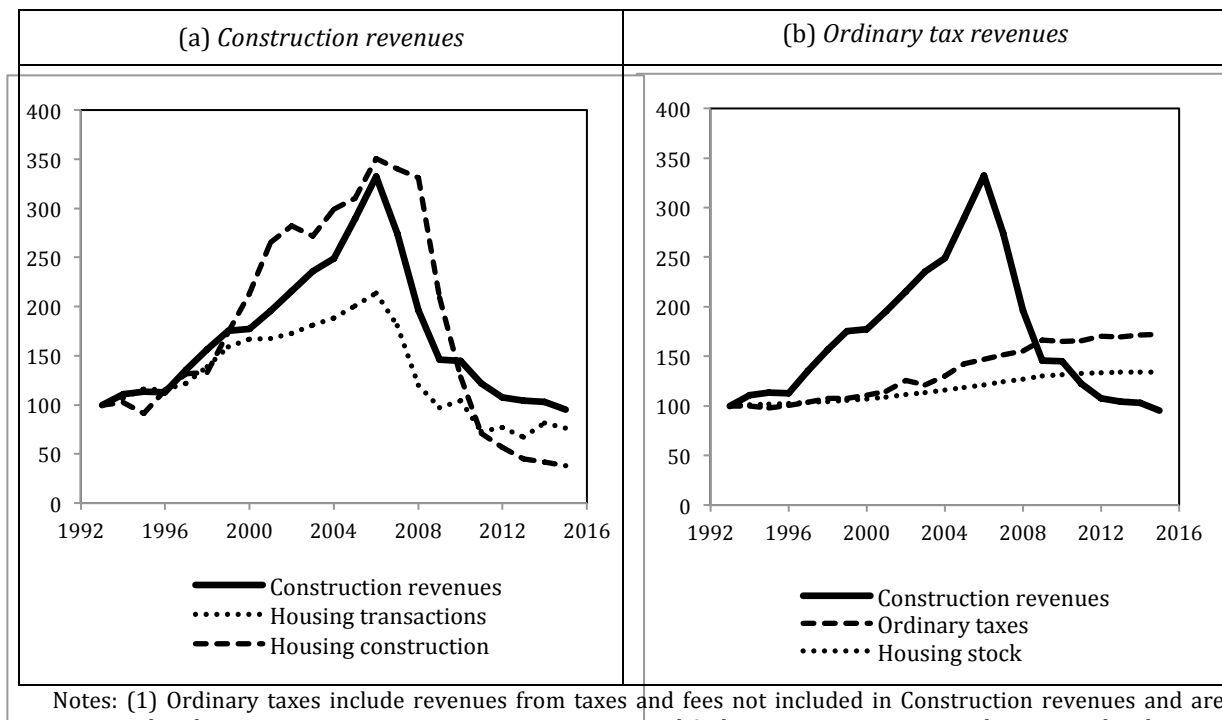 (a) Construction revenues
(b) Ordinary tax revenues
400
350
300
250
200
150
100
50
0
1992 1996 2000 2004 2008 2012 2016
Construction revenues
Housing transactions
Housing construction
400
350
300
250
200
150
100
50
0
1992 1996 2000 2004 2008 2012 2016
Construction revenues
Ordinary taxes
Housing stock
Notes: (1) Ordinary taxes include revenues from taxes and fees not included in Construction revenues and are